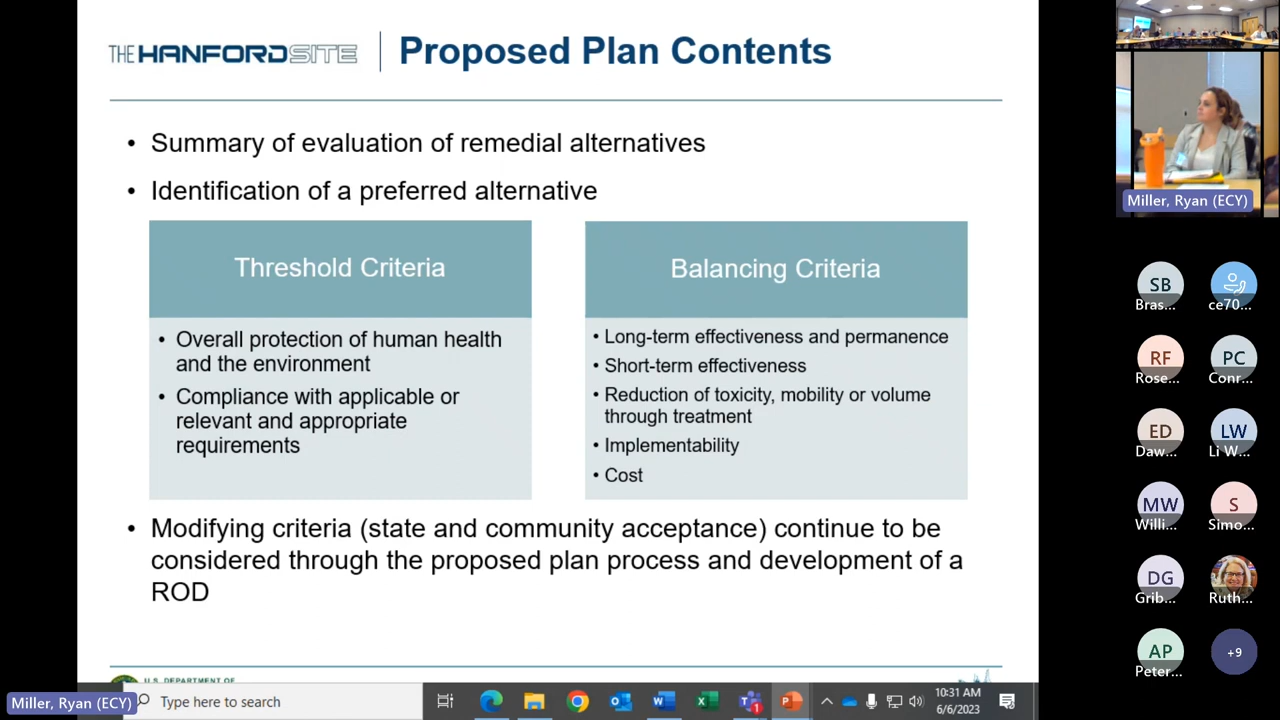 THE HANFORDSITE
Proposed Plan Contents
• Summary of evaluation of remedial alternatives
• Identification of a preferred alternative
Threshold Criteria
• Overall protection of human health
and the environment
• Compliance with applicable or
relevant and appropriate
requirements
Balancing Criteria
• Long-term effectiveness and permanence
• Short-term effectiveness
• Reduction of toxicity, mobility or volume
through treatment
• Implementability
• Cost
• Modifying criteria (state and community acceptance) continue to be
considered through the proposed plan process and development of a
ROD
U.S. DEPARTMENT OF
Miller, Ryan (ECY)
Type here to search
10:31 AM
6/6/2023
Miller, Ryan (ECY)
SB
Bras...
ce70...
RF
Rose...
PC
Conr...
ED
Daw...
LW
Li W...
MW
Willi...
S
Simo...
DG
Grib...
Ruth...
AP
Peter...
+9